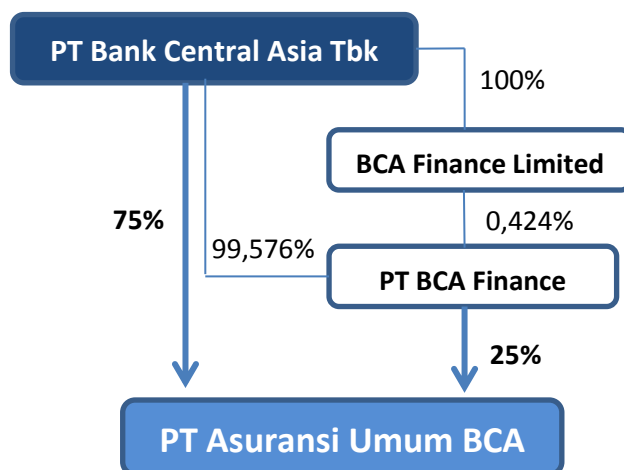 PT Bank Central Asia Tbk
100%
BCA Finance Limited
75%
0,424%
99,576%
PT BCA Finance
25%
PT Asuransi Umum BCA